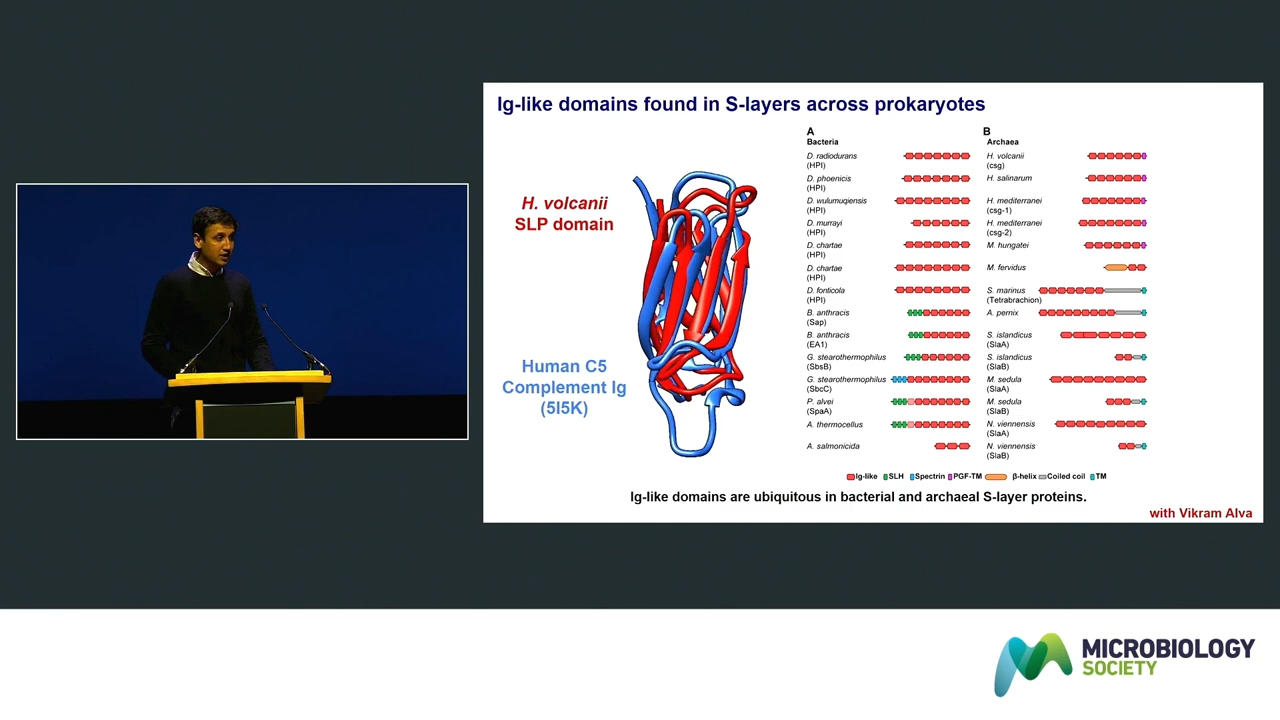 Ig-like domains found in S-layers across prokaryotes
H. volcanii
SLP domain
Human C5
Complement Ig
(5I5K)
A
Bacteria
D. radiodurans
(HPI)
D. phoenicis
(HPI)
D. wulumuqiensis
(HPI)
D. murrayi
(HPI)
D. chartae
(HPI)
D. chartae
(HPI)
D. fonticola
(HPI)
B. anthracis
(Sap)
B. anthracis
(EA1)
G. stearothermophilus
(SbsB)
G. stearothermophilus
(SbcC)
P. alvei
(SpaA)
A. thermocellus
A. salmonicida
B
Archaea
H. volcanii
(csg)
H. salinarum
H. mediterranei
(csg-1)
H. mediterranei
(csg-2)
M. hungatei
M. fervidus
S. marinus
(Tetrabrachion)
A. pernix
S. islandicus
(SlaA)
S. islandicus
(SlaB)
M. sedula
(SlaA)
M. sedula
(SlaB)
N. viennensis
(SlaA)
N. viennensis
(SlaB)
Ig-like SLH Spectrin PGF-TM β-helix Coiled coil TM
Ig-like domains are ubiquitous in bacterial and archaeal S-layer proteins.
with Vikram Alva
MICROBIOLOGY
SOCIETY